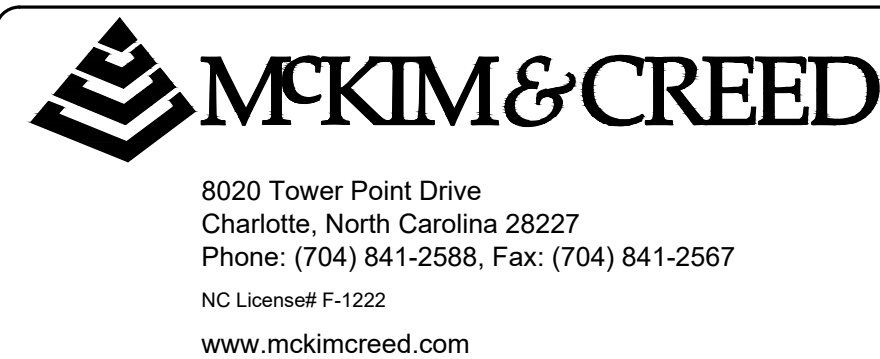 McKIM & CREED
8020 Tower Point Drive
Charlotte, North Carolina 28227
Phone: (704) 841-2588, Fax: (704) 841-2567
NC License# F-1222
www.mckimcreed.com